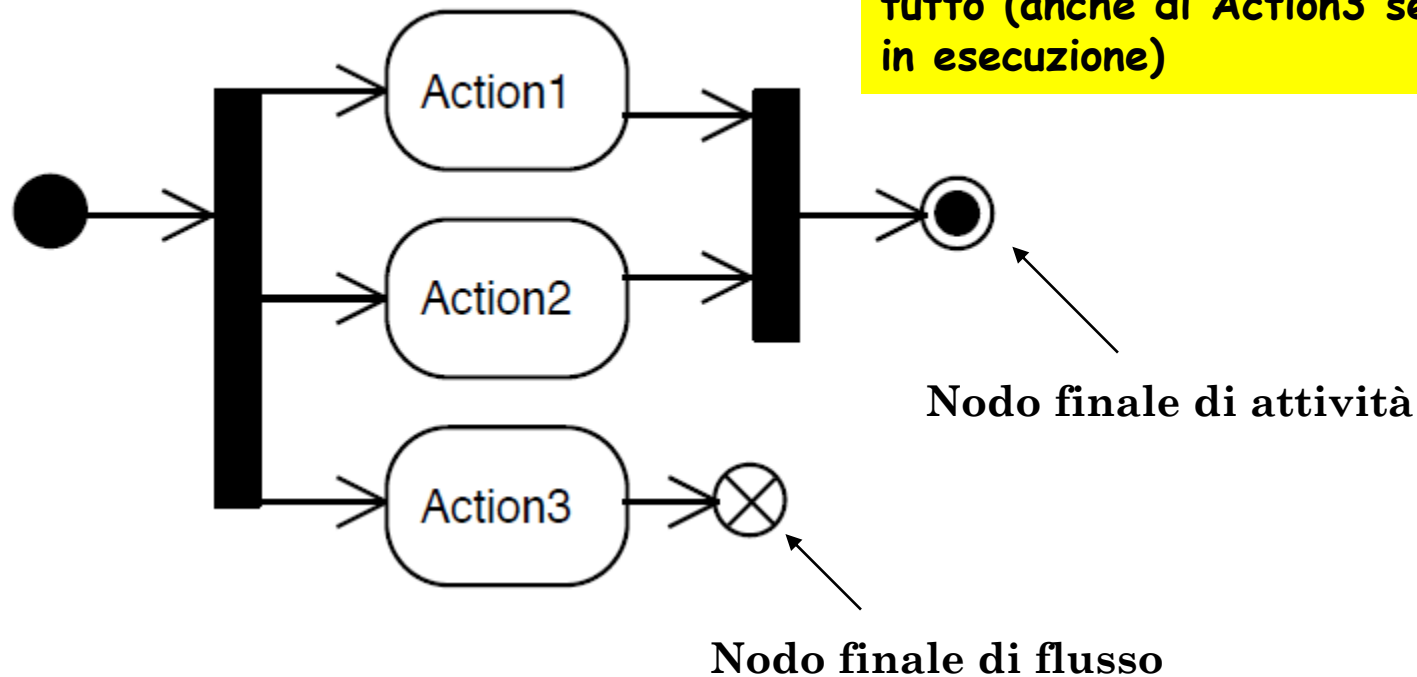 tutto (anche di Action3 se
in esecuzione)
Action1
Action2
Action3
Nodo finale di attività
Nodo finale di flusso